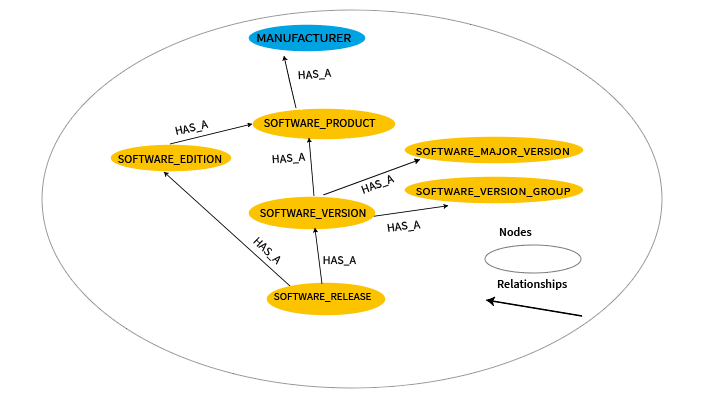 MANUFACTURER
HAS_A
SOFTWARE_PRODUCT
HAS_A
SOFTWARE_EDITION
HAS_A
SOFTWARE_MAJOR_VERSION
HAS_A
SOFTWARE_VERSION_GROUP
SOFTWARE_VERSION
HAS_A
Nodes
HAS_A
HAS_A
Relationships
SOFTWARE_RELEASE